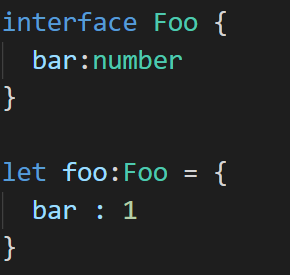 interface Foo {
  bar:number
}

let foo:Foo = {
  bar : 1
}